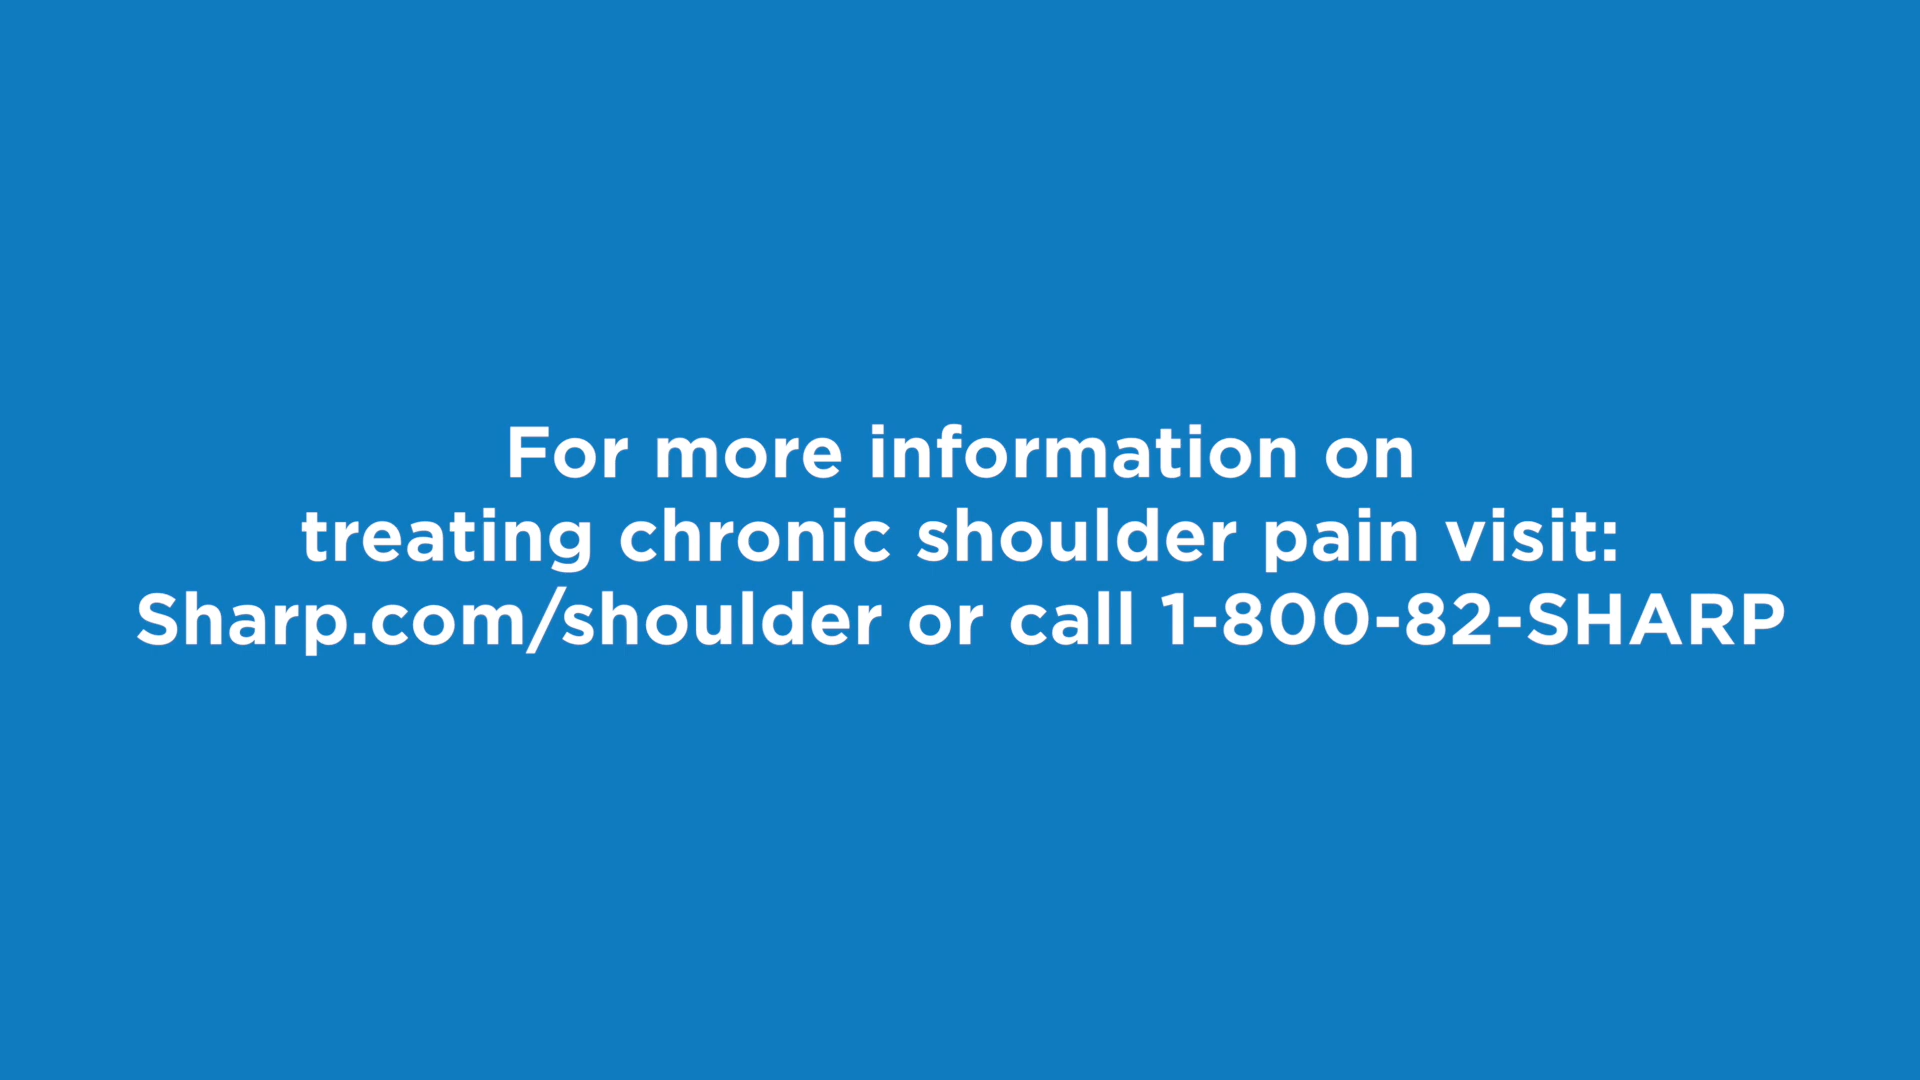 For more information on
treating chronic shoulder pain visit:
Sharp.com/shoulder or call 1-800-82-SHARP